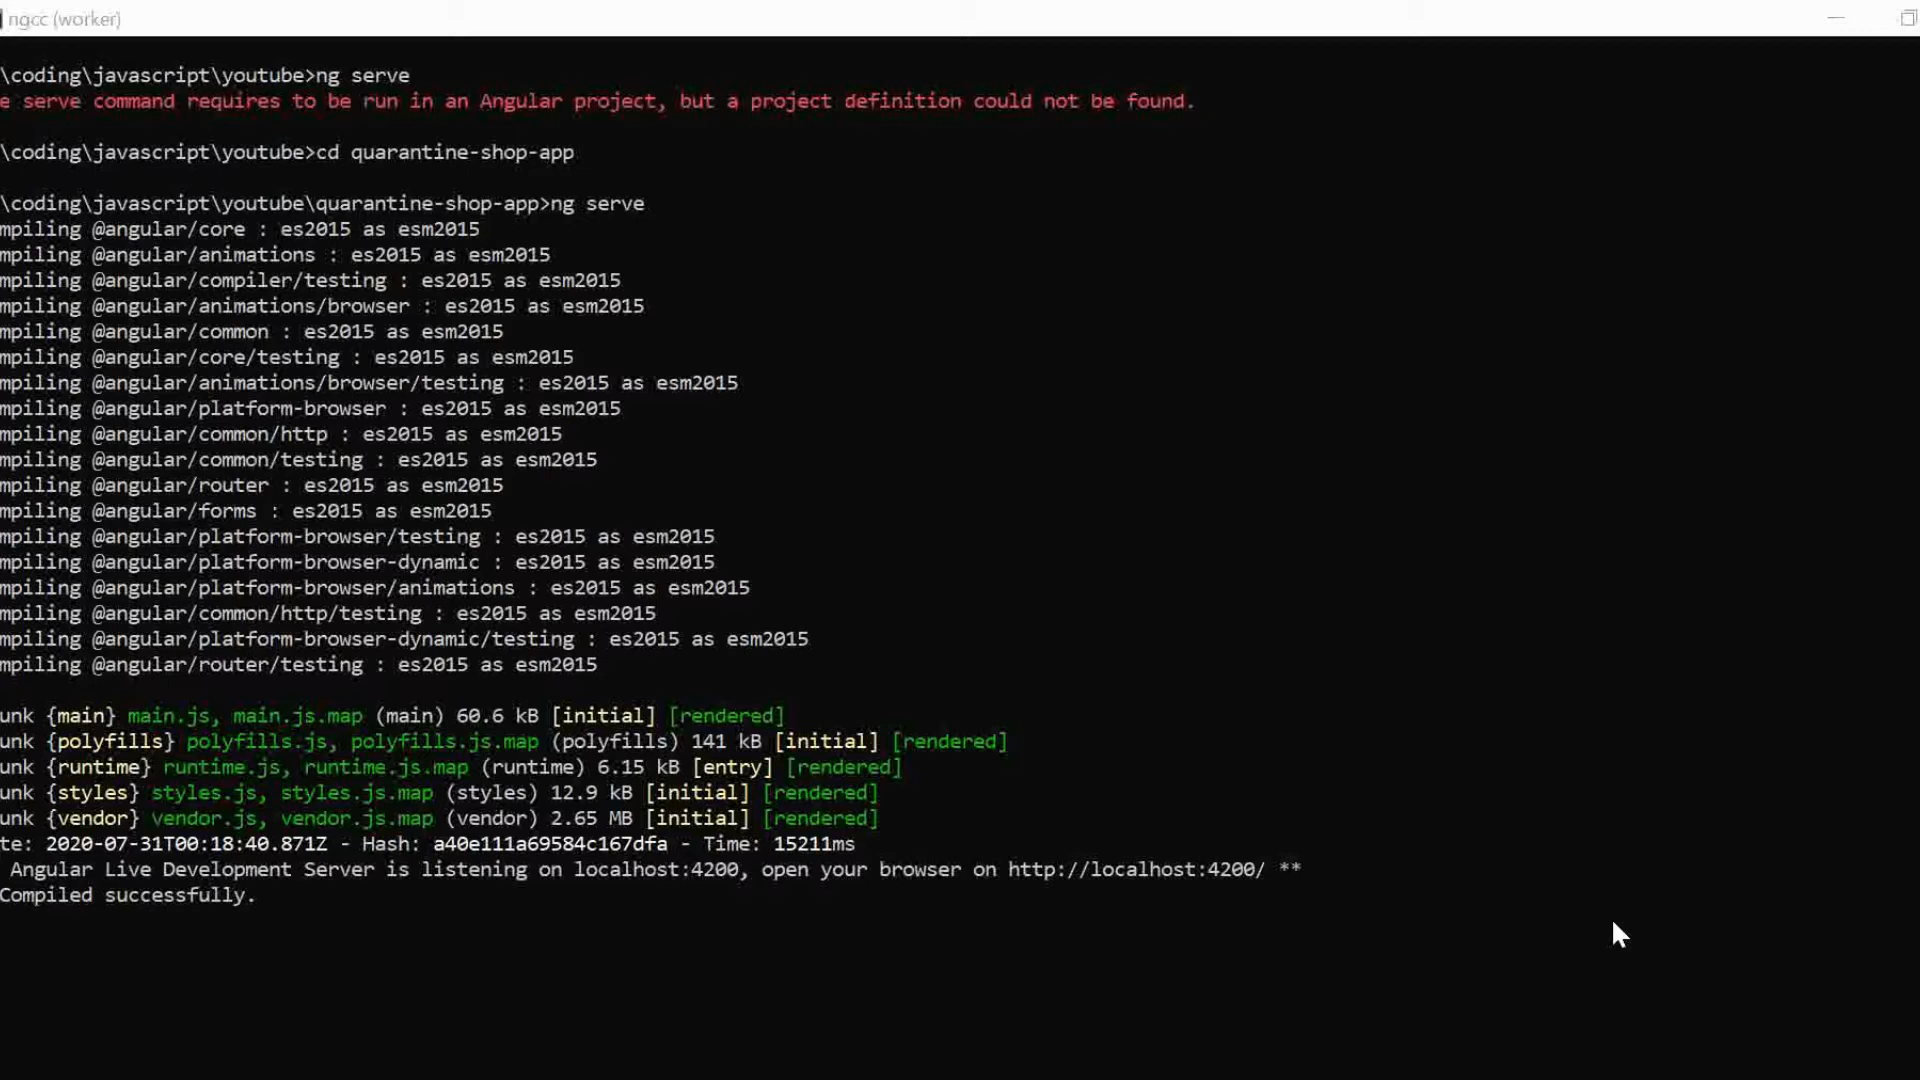 ngcc (worker)
\coding\javascript\youtube>ng serve
e serve command requires to be run in an Angular project, but a project definition could not be found.
\coding\javascript\youtube>cd quarantine-shop-app
\coding\javascript\youtube\quarantine-shop-app>ng serve
mpiling @angular/core : es2015 as esm2015
mpiling @angular/animations : es2015 as esm2015
mpiling @angular/compiler/testing : es2015 as esm2015
mpiling @angular/animations/browser : es2015 as esm2015
mpiling @angular/common : es2015 as esm2015
mpiling @angular/core/testing : es2015 as esm2015
mpiling @angular/animations/browser/testing : es2015 as esm2015
mpiling @angular/platform-browser : es2015 as esm2015
mpiling @angular/common/http : es2015 as esm2015
mpiling @angular/common/testing : es2015 as esm2015
mpiling @angular/router : es2015 as esm2015
mpiling @angular/forms : es2015 as esm2015
mpiling @angular/platform-browser/testing : es2015 as esm2015
mpiling @angular/platform-browser-dynamic : es2015 as esm2015
mpiling @angular/platform-browser/animations : es2015 as esm2015
mpiling @angular/common/http/testing : es2015 as esm2015
mpiling @angular/platform-browser-dynamic/testing : es2015 as esm2015
mpiling @angular/router/testing : es2015 as esm2015
unk {main} main.js, main.js.map (main) 60.6 kB [initial] [rendered]
unk {polyfills} polyfills.js, polyfills.js.map (polyfills) 141 kB [initial] [rendered]
unk {runtime} runtime.js, runtime.js.map (runtime) 6.15 kB [entry] [rendered]
unk {styles} styles.js, styles.js.map (styles) 12.9 kB [initial] [rendered]
unk {vendor} vendor.js, vendor.js.map (vendor) 2.65 MB [initial] [rendered]
te: 2020-07-31T00:18:40.871Z - Hash: a40e111a69584c167dfa - Time: 15211ms
Angular Live Development Server is listening on localhost:4200, open your browser on http://localhost:4200/ **
Compiled successfully.